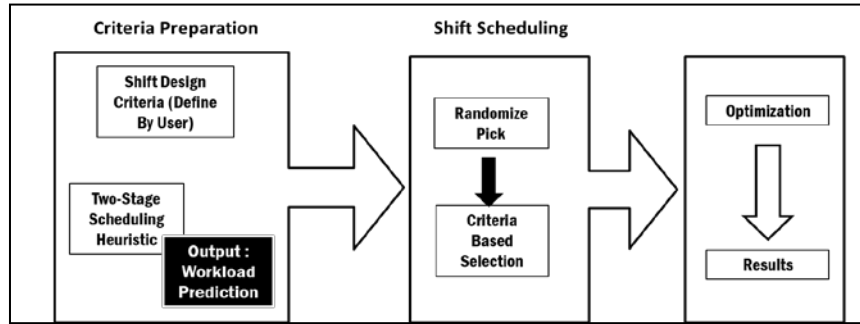 Criteria Preparation
Shift Scheduling
Shift Design
Criteria (Define
By User)
Two-Stage
Scheduling
Heuristic
Output :
Workload
Prediction
Randomize
Pick
Criteria
Based
Selection
Optimization
Results